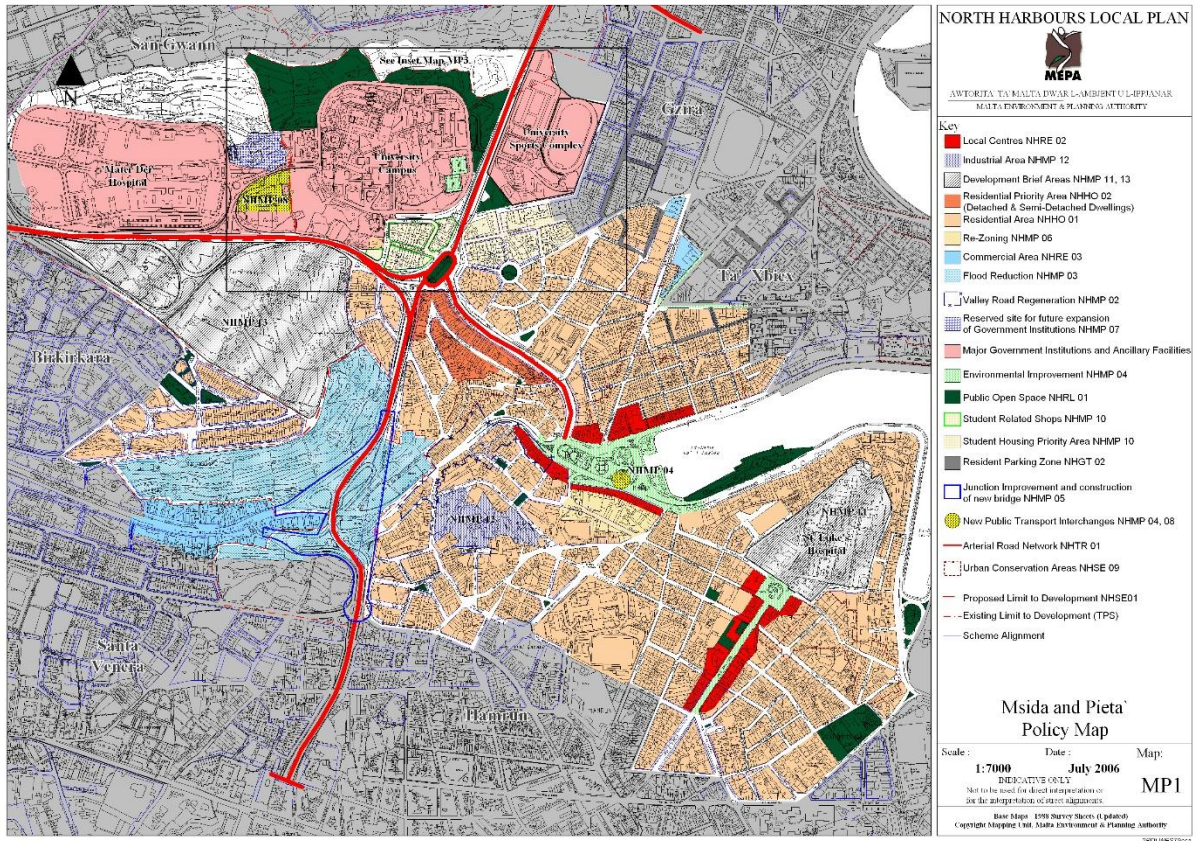 San Gwann
N
See Inset Map MP3
Gzira
University
Sports Complex
University
Campus
Mater Dei
Hospital
NHMP 08
Ta' Xbiex
NHMP 13
Birkirkara
NHMP 04
NHMP 12
NHMP 11
St Luke's
Hospital
Santa
Venera
Hamrun
NORTH HARBOURS LOCAL PLAN
MEPA
AWTORITA` TA` MALTA DWAR L-AMBJENT U L-IPPJANAR
MALTA ENVIRONMENT & PLANNING AUTHORITY
Key
Local Centres NHRE 02
Industrial Area NHMP 12
Development Brief Areas NHMP 11, 13
Residential Priority Area NHHO 02
(Detached & Semi-Detached Dwellings)
Residential Area NHHO 01
Re-Zoning NHMP 06
Commercial Area NHRE 03
Flood Reduction NHMP 03
Valley Road Regeneration NHMP 02
Reserved site for future expansion
of Government Institutions NHMP 07
Major Government Institutions and Ancillary Facilities
Environmental Improvement NHMP 04
Public Open Space NHRL 01
Student Related Shops NHMP 10
Student Housing Priority Area NHMP 10
Resident Parking Zone NHGT 02
Junction Improvement and construction
of new bridge NHMP 05
New Public Transport Interchanges NHMP 04, 08
Arterial Road Network NHTR 01
Urban Conservation Areas NHSE 09
Proposed Limit to Development NHSE01
Existing Limit to Development (TPS)
Scheme Alignment
Msida and Pieta`
Policy Map
Scale :
Date :
Map:
1:7000
July 2006
MP1
INDICATIVE ONLY
Not to be used for direct interpretation or
for the interpretation of street alignments.
Base Maps - 1998 Survey Sheets (Updated)
Copyright Mapping Unit, Malta Environment & Planning Authority